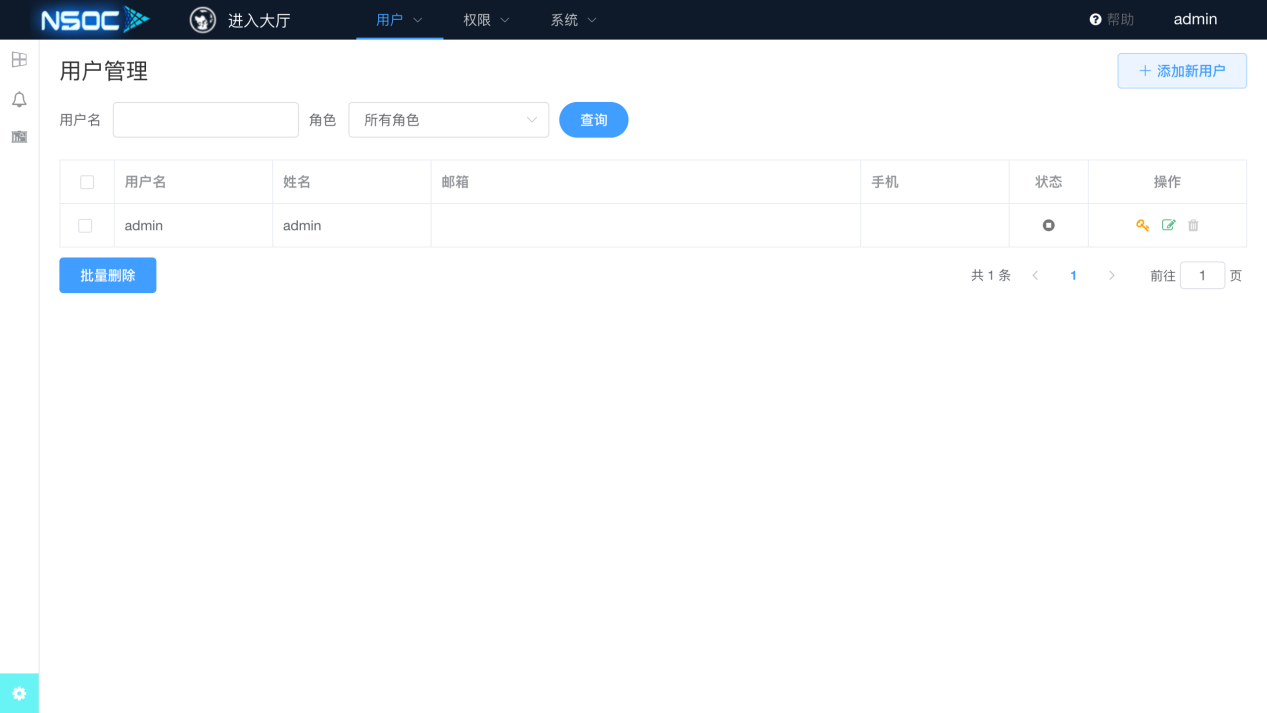 NSOC 进入大厅 用户 权限 系统 帮助 admin
用户管理 添加新用户
用户名 角色 所有角色 查询
用户名 姓名 邮箱 手机 状态 操作
admin admin
批量删除 共 1 条 1 前往 1 页